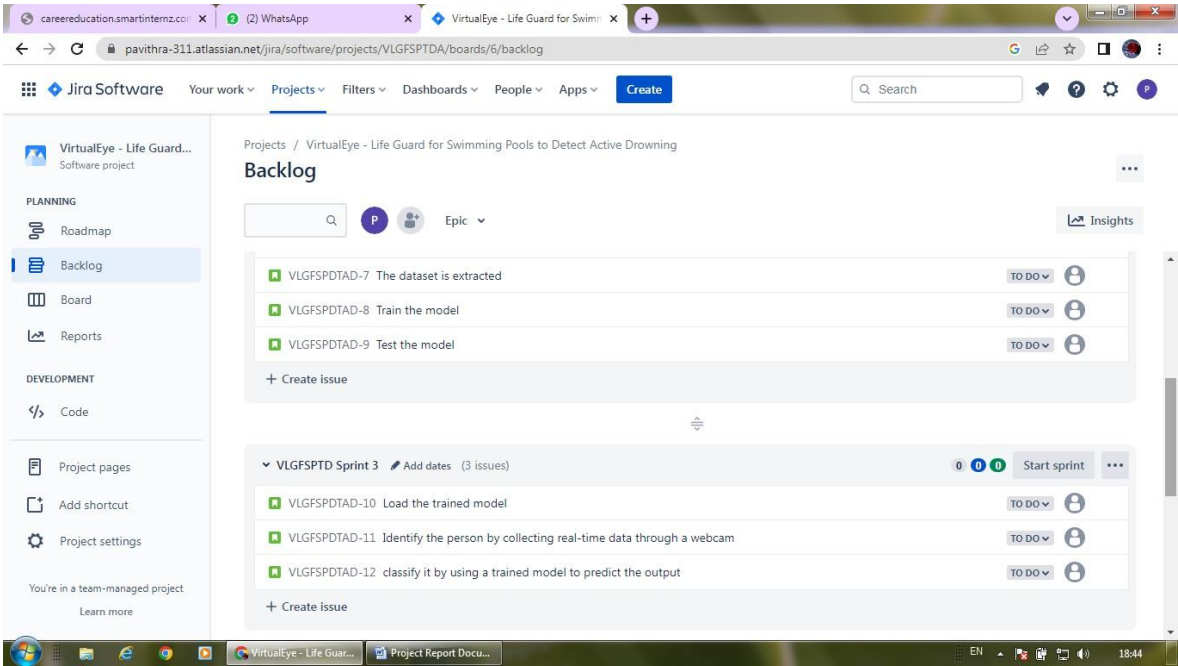 careereducation.smartinternz.con
2 (2) WhatsApp
VirtualEye - Life Guard for Swimm
pavithra-311.atlassian.net/jira/software/projects/VLGFSPTDA/boards/6/backlog
Jira Software Your work Projects Filters Dashboards People Apps Create Search P
VirtualEye - Life Guard...
Software project
PLANNING
Roadmap
Backlog
Board
Reports
DEVELOPMENT
Code
Project pages
Add shortcut
Project settings
You're in a team-managed project
Learn more
Projects / VirtualEye - Life Guard for Swimming Pools to Detect Active Drowning
Backlog
P Epic Insights
VLGFSPDTAD-7 The dataset is extracted TO DO
VLGFSPDTAD-8 Train the model TO DO
VLGFSPDTAD-9 Test the model TO DO
+ Create issue
VLGFSPTD Sprint 3 Add dates (3 issues) 0 0 0 Start sprint
VLGFSPDTAD-10 Load the trained model TO DO
VLGFSPDTAD-11 Identify the person by collecting real-time data through a webcam TO DO
VLGFSPDTAD-12 classify it by using a trained model to predict the output TO DO
+ Create issue
VirtualEye - Life Guar... Project Report Docu... EN 18:44